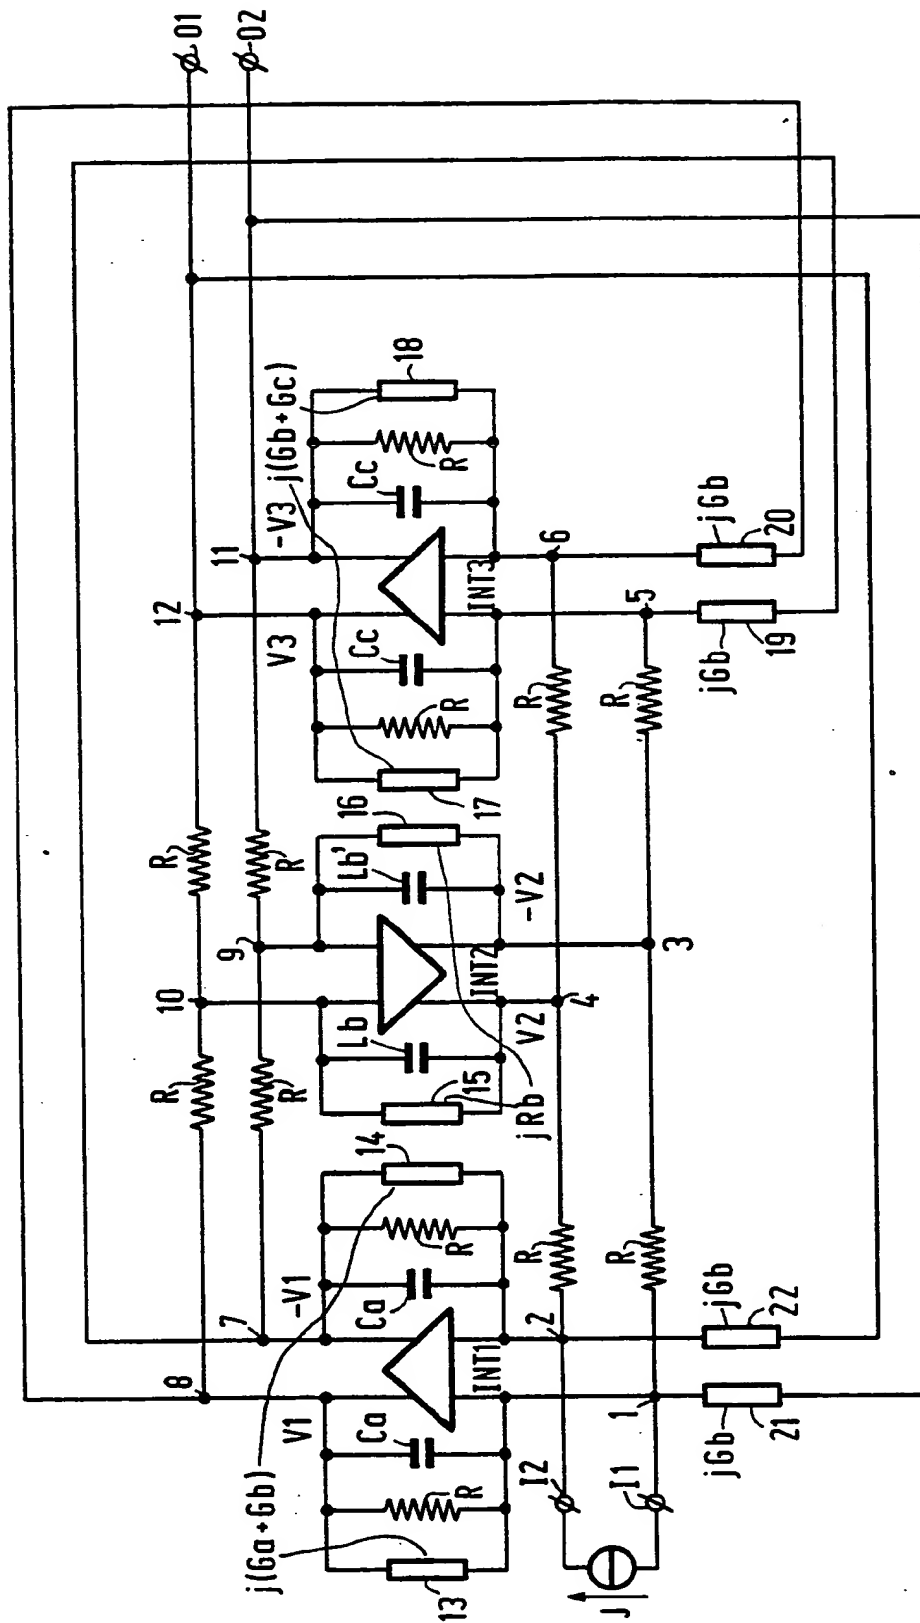 R
R
8
10
12
O1
7
9
11
O2
R
R
j(Ga+Gb)
V1
-V1
V3
-V3
j(Gb+Gc)
Ca
Ca
14
Lb
Lb'
16
Cc
Cc
18
R
R
R
R
13
INT1
15
INT2
17
INT3
jRb
V2
-V2
J
I2
2
R
4
R
6
I1
1
R
3
R
5
jGb
21
jGb
22
jGb
19
jGb
20